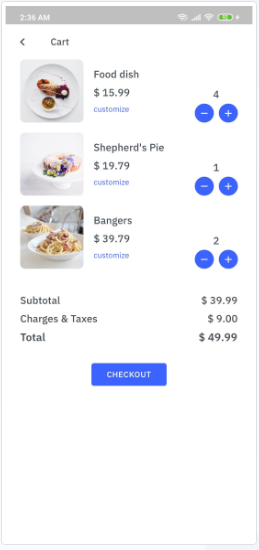 2:36 AM
Cart
Food dish
$ 15.99
customize
4
Shepherd's Pie
$ 19.79
customize
1
Bangers
$ 39.79
customize
2
Subtotal $ 39.99
Charges & Taxes $ 9.00
Total $ 49.99
CHECKOUT